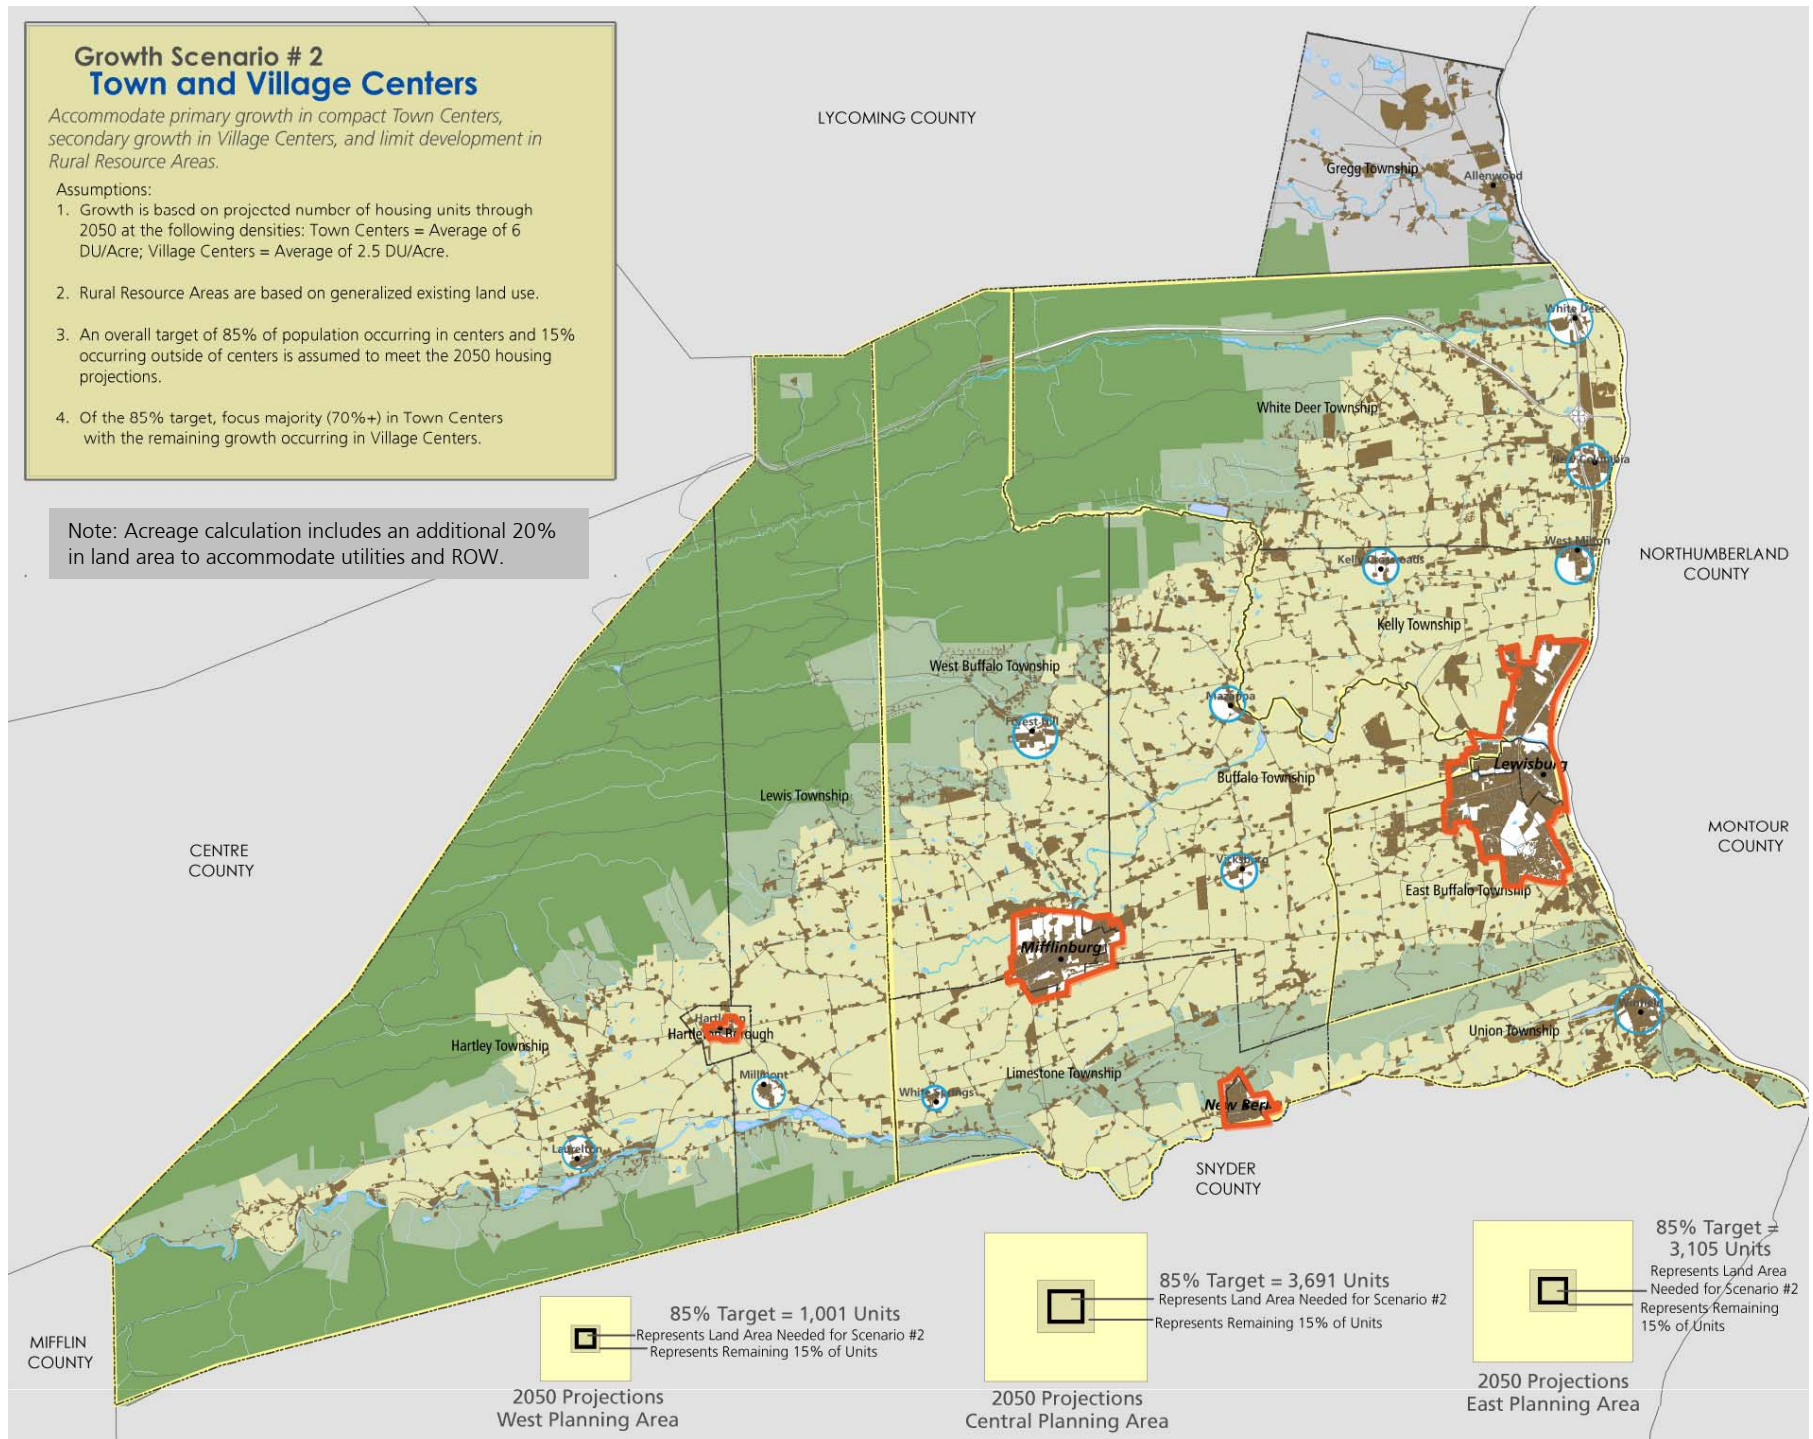 Growth Scenario # 2
Town and Village Centers
Accommodate primary growth in compact Town Centers,
secondary growth in Village Centers, and limit development in
Rural Resource Areas.
Assumptions:
1. Growth is based on projected number of housing units through
2050 at the following densities: Town Centers = Average of 6
DU/Acre; Village Centers = Average of 2.5 DU/Acre.
2. Rural Resource Areas are based on generalized existing land use.
3. An overall target of 85% of population occurring in centers and 15%
occurring outside of centers is assumed to meet the 2050 housing
projections.
4. Of the 85% target, focus majority (70%+) in Town Centers
with the remaining growth occurring in Village Centers.
Note: Acreage calculation includes an additional 20%
in land area to accommodate utilities and ROW.
LYCOMING COUNTY
Gregg Township
Allenwood
White Deer
White Deer Township
New Columbia
West Milton
Kelly Crossroads
NORTHUMBERLAND
COUNTY
Kelly Township
West Buffalo Township
Mazeppa
Forest Hill
Lewisburg
Buffalo Township
Lewis Township
CENTRE
COUNTY
MONTOUR
COUNTY
Vicksburg
East Buffalo Township
Mifflinburg
Winfield
Hartleton
Hartleton Borough
Union Township
Hartley Township
Millmont
Limestone Township
White Springs
New Berl
Laurelton
SNYDER
COUNTY
MIFFLIN
COUNTY
85% Target = 1,001 Units
Represents Land Area Needed for Scenario #2
Represents Remaining 15% of Units
2050 Projections
West Planning Area
85% Target = 3,691 Units
Represents Land Area Needed for Scenario #2
Represents Remaining 15% of Units
2050 Projections
Central Planning Area
85% Target =
3,105 Units
Represents Land Area
Needed for Scenario #2
Represents Remaining
15% of Units
2050 Projections
East Planning Area